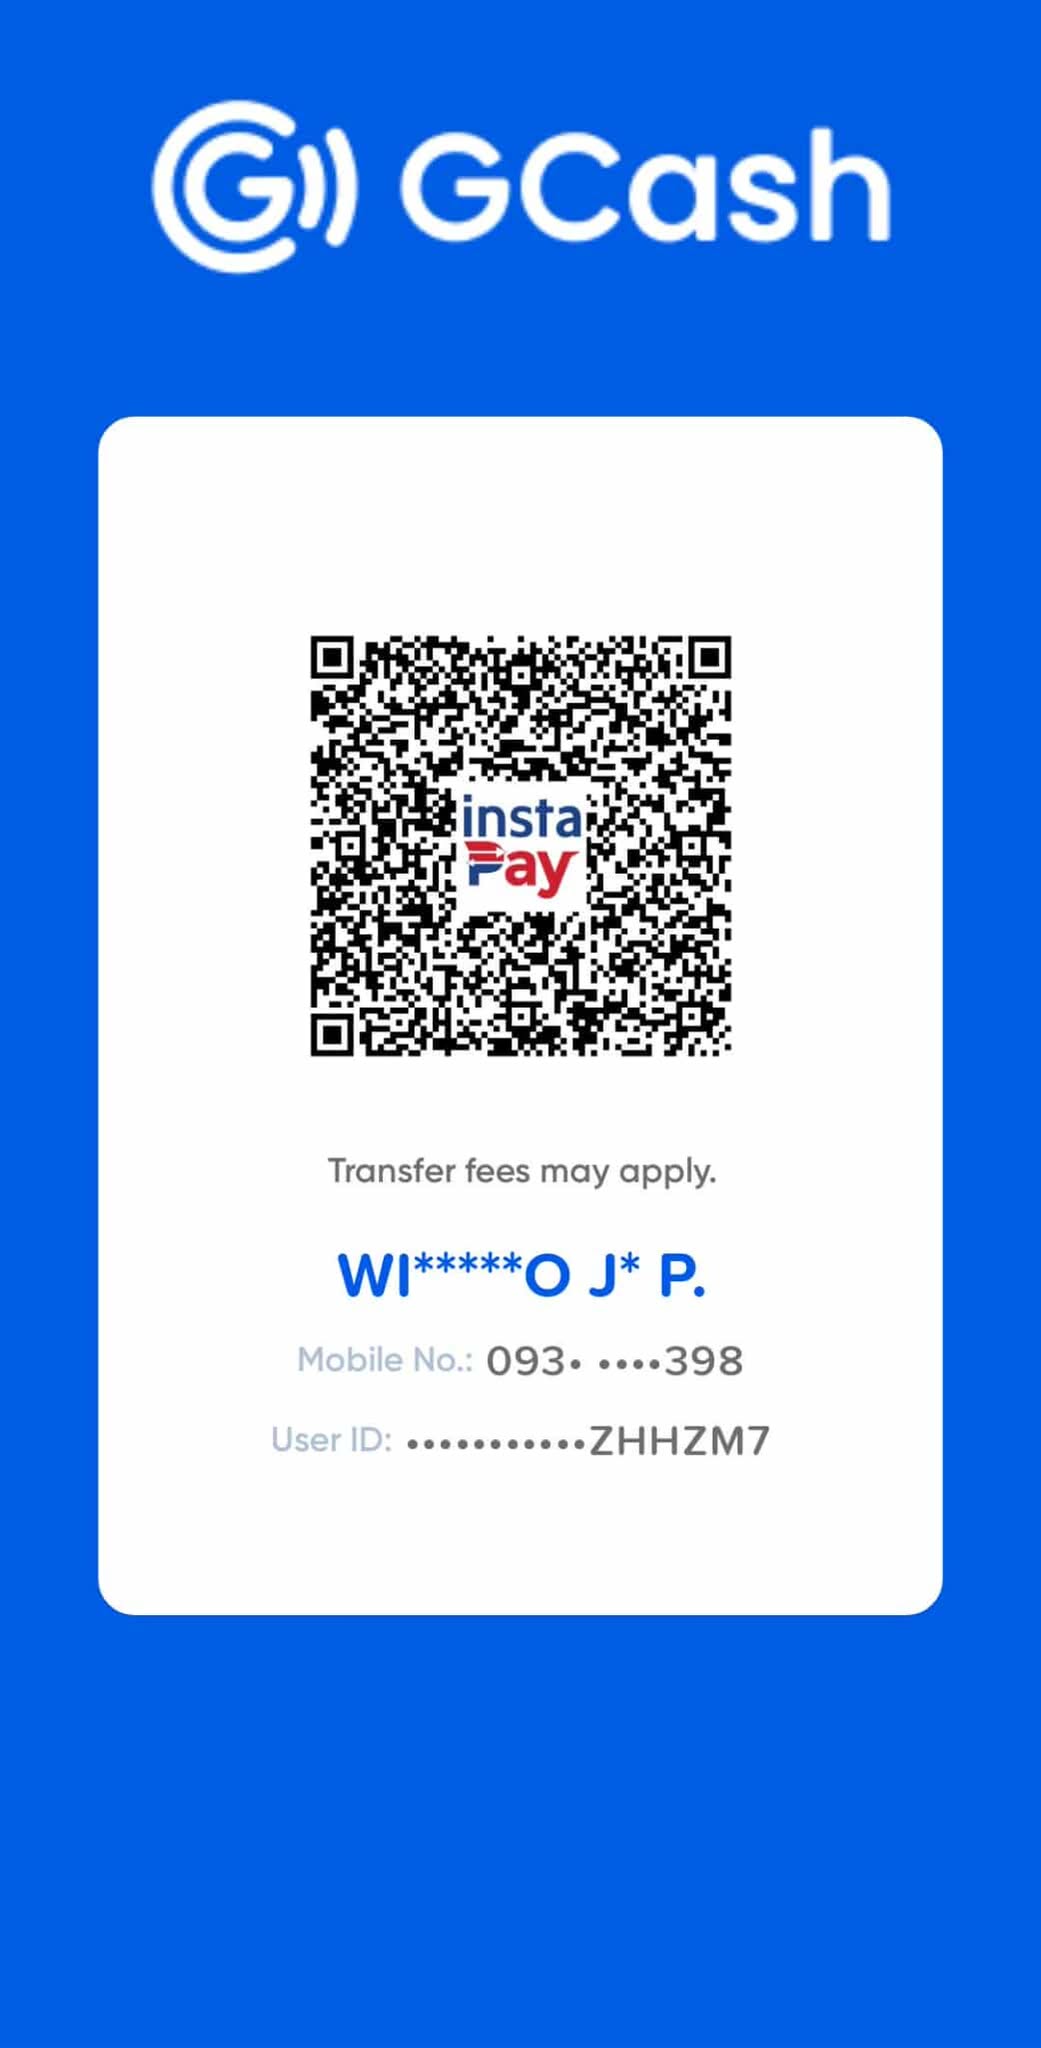 GCash
insta
Pay
Transfer fees may apply.
WI*****O J* P.
Mobile No.: 093• ••••398
User ID: •••••••••••ZHHZM7